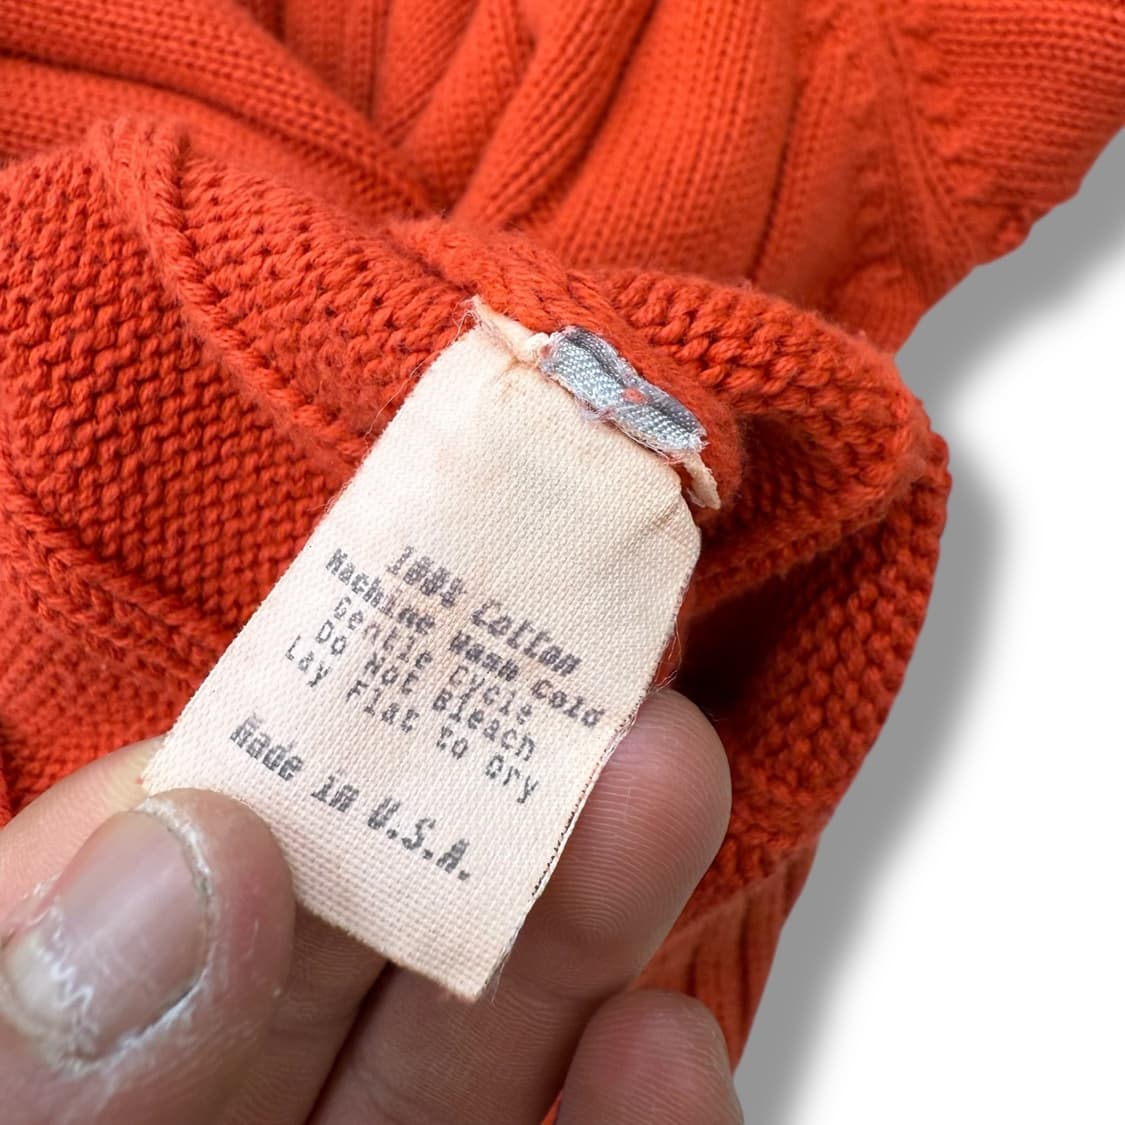 100% Cotton
Machine Wash Cold
Gentle Cycle
Do Not Bleach
Lay Flat to Dry
Made in U.S.A.